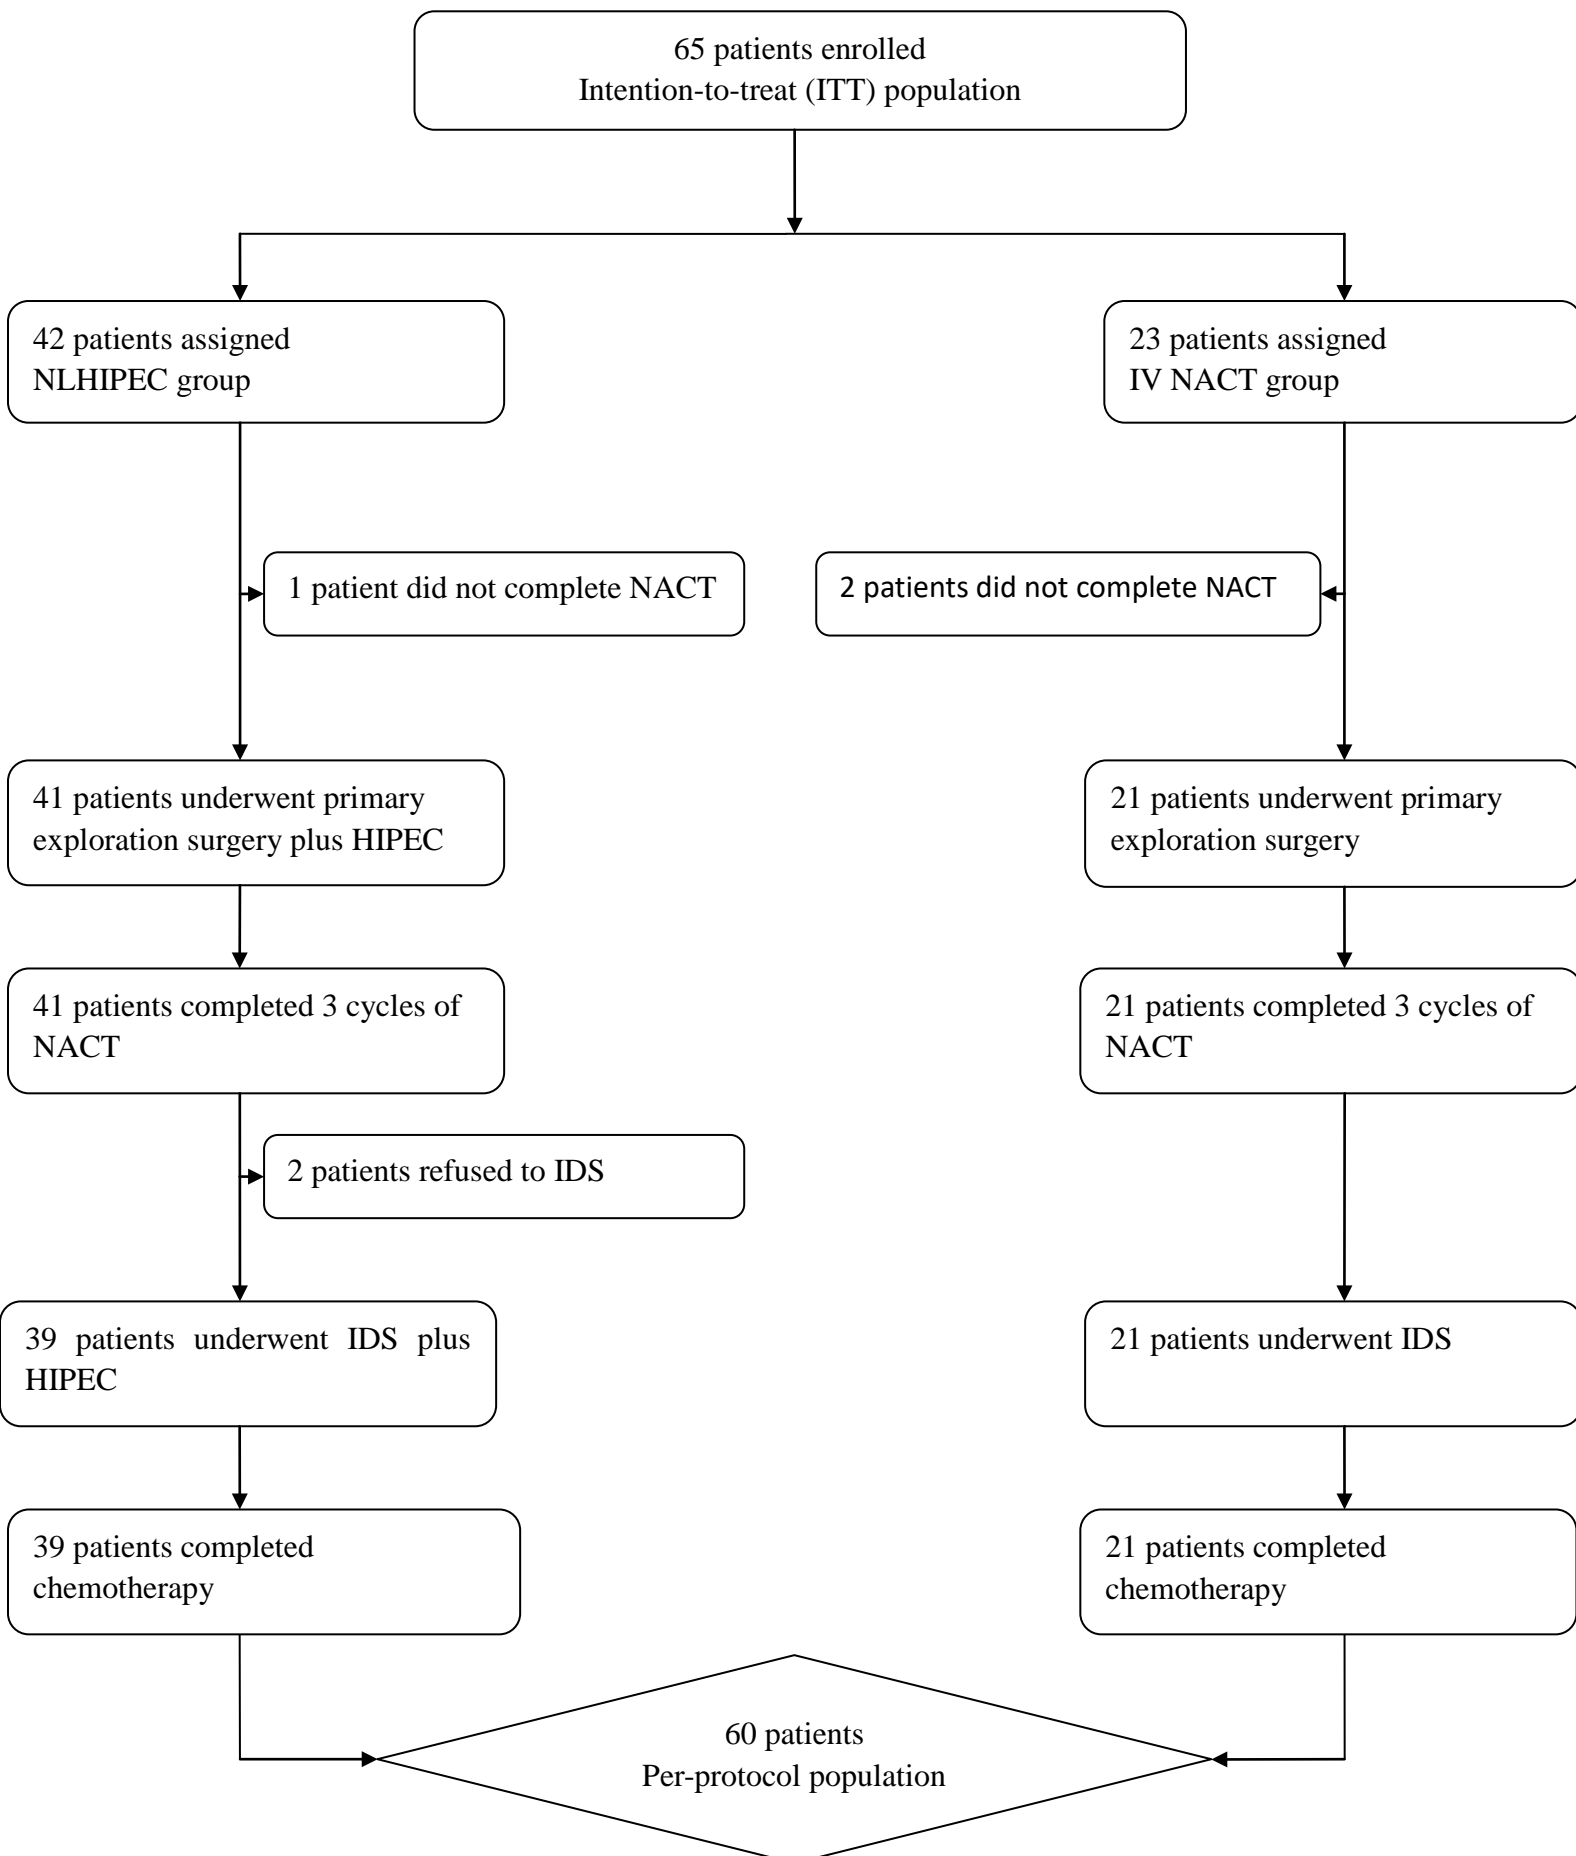 65 patients enrolled
Intention-to-treat (ITT) population
42 patients assigned
NLHIPEC group
23 patients assigned
IV NACT group
1 patient did not complete NACT
2 patients did not complete NACT
41 patients underwent primary
exploration surgery plus HIPEC
21 patients underwent primary
exploration surgery
41 patients completed 3 cycles of
NACT
21 patients completed 3 cycles of
NACT
2 patients refused to IDS
39 patients underwent IDS plus
HIPEC
21 patients underwent IDS
39 patients completed
chemotherapy
21 patients completed
chemotherapy
60 patients
Per-protocol population